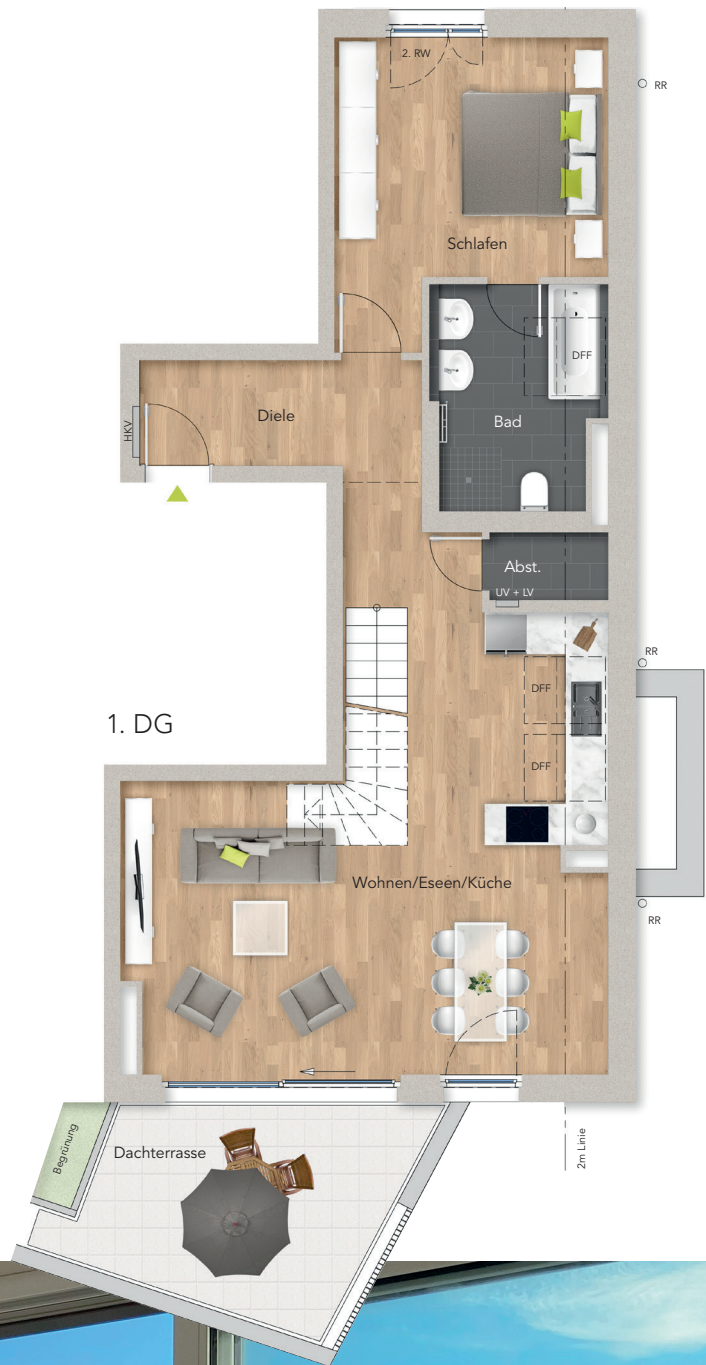 2. RW
RR
Schlafen
DFF
Diele
HKV
Bad
Abst.
UV + LV
RR
DFF
1. DG
DFF
Wohnen/Eseen/Küche
RR
Begrünung
Dachterrasse
2m Linie